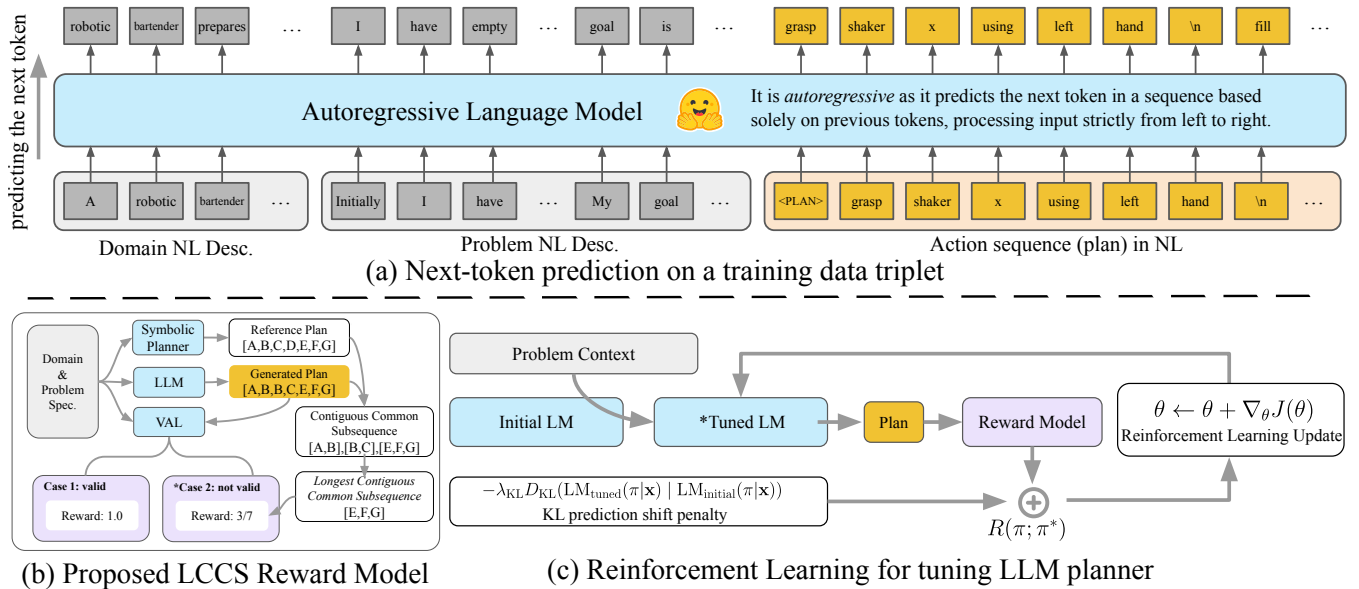 robotic bartender prepares ... I have empty ... goal is ... grasp shaker x using left hand \n fill ...
predicting the next token
Autoregressive Language Model
It is autoregressive as it predicts the next token in a sequence based
solely on previous tokens, processing input strictly from left to right.
A robotic bartender ... Initially I have ... My goal ... <PLAN> grasp shaker x using left hand \n ...
Domain NL Desc.
Problem NL Desc.
Action sequence (plan) in NL
(a) Next-token prediction on a training data triplet
Domain
&
Problem
Spec.
Symbolic
Planner
Reference Plan
[A,B,C,D,E,F,G]
LLM
Generated Plan
[A,B,B,C,E,F,G]
VAL
Contiguous Common
Subsequence
[A,B],[B,C],[E,F,G]
Case 1: valid
Reward: 1.0
*Case 2: not valid
Reward: 3/7
Longest Contiguous
Common Subsequence
[E,F,G]
(b) Proposed LCCS Reward Model
Problem Context
Initial LM
*Tuned LM
Plan
Reward Model
θ ← θ + ∇θJ(θ)
Reinforcement Learning Update
−λKL DKL(LMtuned(π|x) | LMinitial(π|x))
KL prediction shift penalty
R(π; π*)
(c) Reinforcement Learning for tuning LLM planner